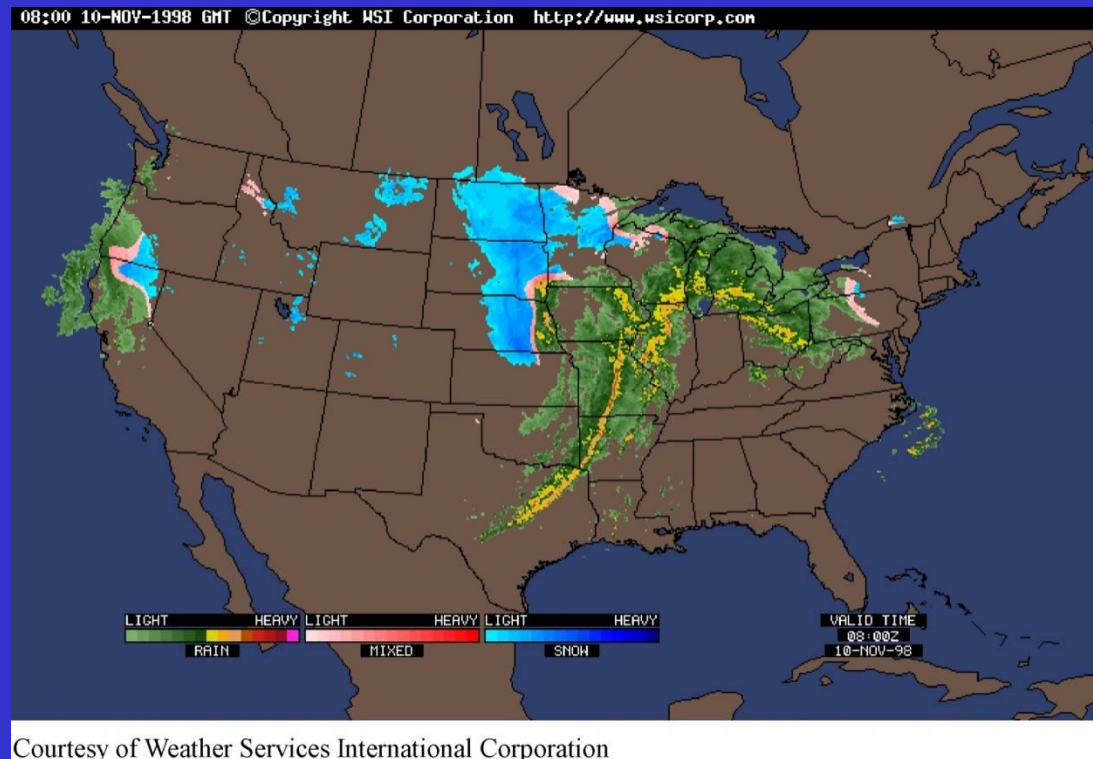 08:00 10-NOV-1998 GMT ©Copyright WSI Corporation http://www.wsicorp.com
LIGHT HEAVY LIGHT HEAVY LIGHT HEAVY
RAIN MIXED SNOW
VALID TIME
08:00Z
10-NOV-98
Courtesy of Weather Services International Corporation